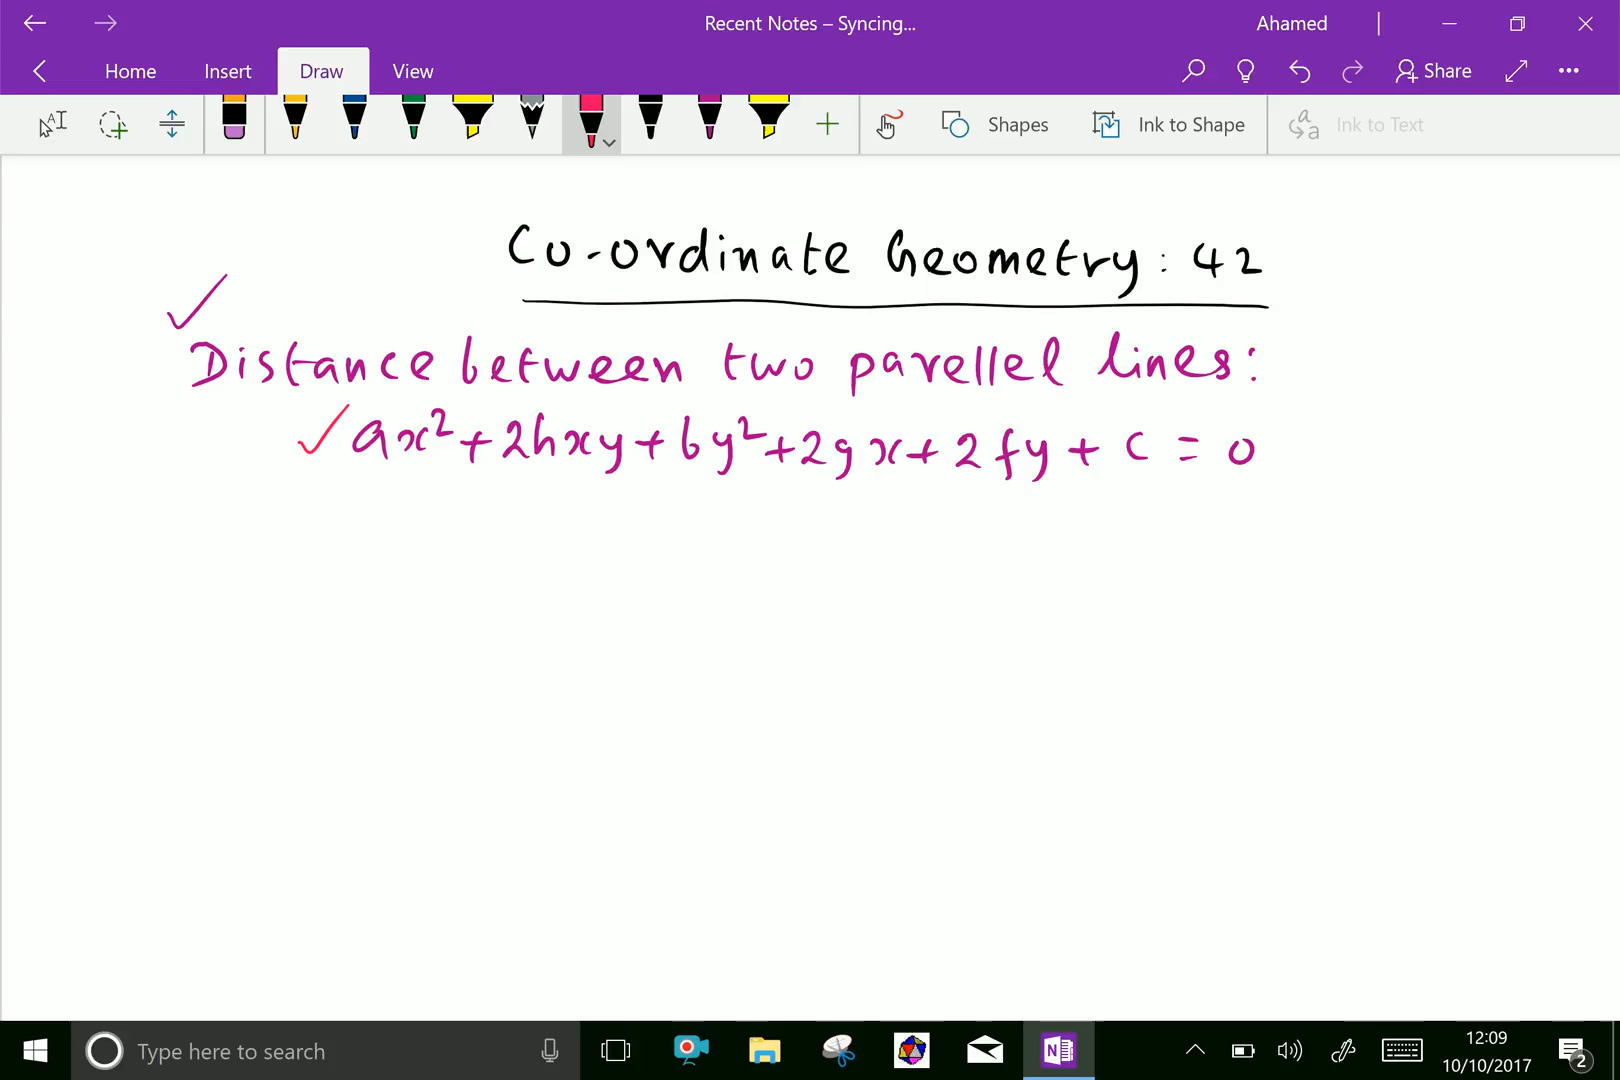 Recent Notes – Syncing...
Ahamed
Home Insert Draw View
Share
Shapes Ink to Shape Ink to Text
Co-ordinate Geometry: 42
Distance between two parellel lines:
ax²+2hxy+by²+2gx+2fy+c=0
Type here to search
12:09
10/10/2017
2